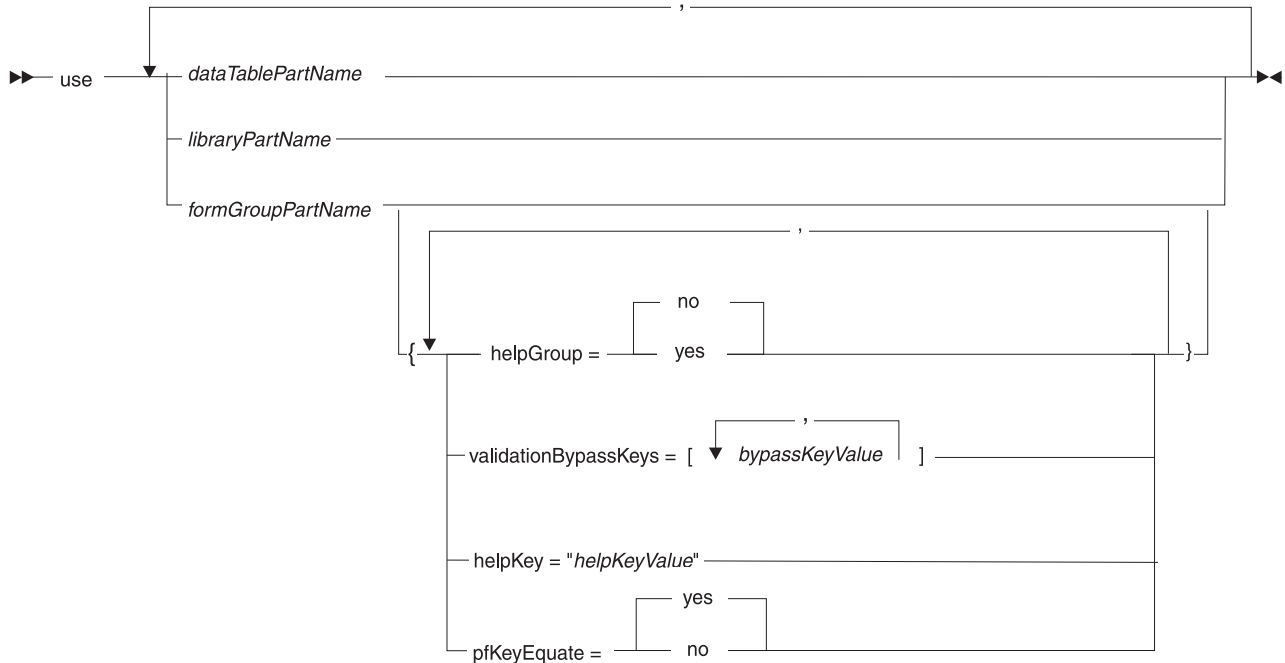 ,
use dataTablePartName
libraryPartName
formGroupPartName
,
no
{ helpGroup = yes }
,
validationBypassKeys = [ bypassKeyValue ]
helpKey = "helpKeyValue"
yes
pfKeyEquate = no